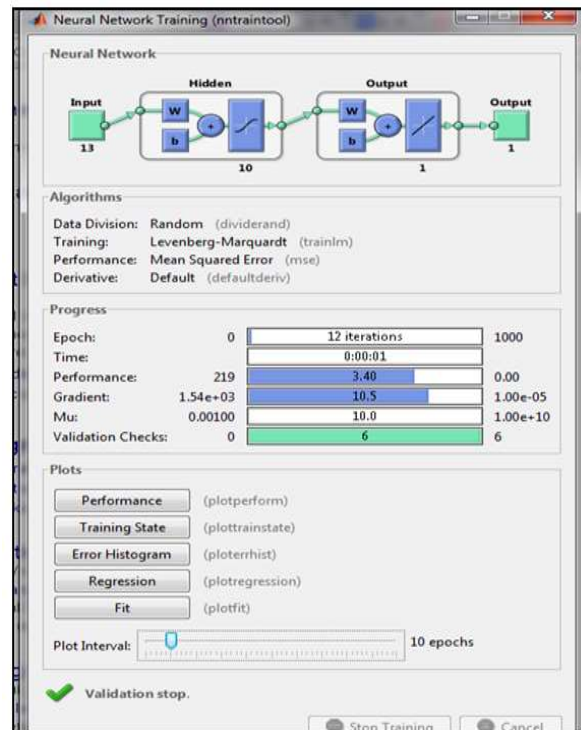 Neural Network Training (nntraintool)
Neural Network
Hidden Output
Input Output
W W
+ +
b b
13 1
10 1
Algorithms
Data Division: Random (dividerand)
Training: Levenberg-Marquardt (trainlm)
Performance: Mean Squared Error (mse)
Derivative: Default (defaultderiv)
Progress
Epoch: 0 12 iterations 1000
Time: 0:00:01
Performance: 219 3.40 0.00
Gradient: 1.54e+03 10.5 1.00e-05
Mu: 0.00100 10.0 1.00e+10
Validation Checks: 0 6 6
Plots
Performance (plotperform)
Training State (plottrainstate)
Error Histogram (ploterrhist)
Regression (plotregression)
Fit (plotfit)
Plot Interval: 10 epochs
Validation stop.
Stop Training Cancel